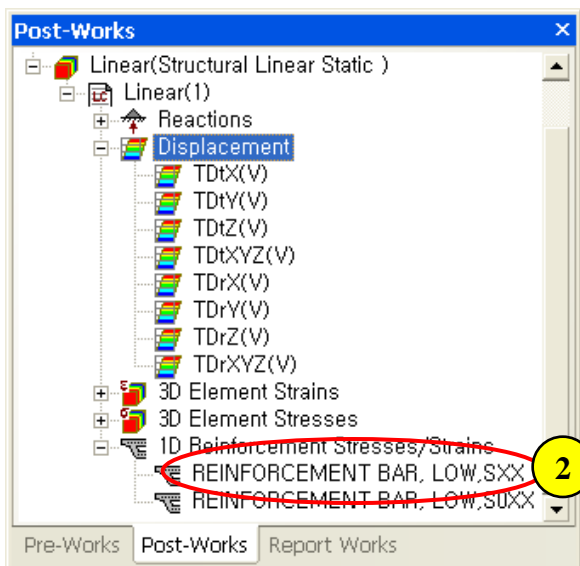 Post-Works
Linear(Structural Linear Static )
Linear(1)
Reactions
Displacement
TDtX(V)
TDtY(V)
TDtZ(V)
TDtXYZ(V)
TDrX(V)
TDrY(V)
TDrZ(V)
TDrXYZ(V)
3D Element Strains
3D Element Stresses
1D Reinforcement Stresses/Strains
REINFORCEMENT BAR, LOW,SXX
2
REINFORCEMENT BAR, LOW,SUXX
Pre-Works Post-Works Report Works